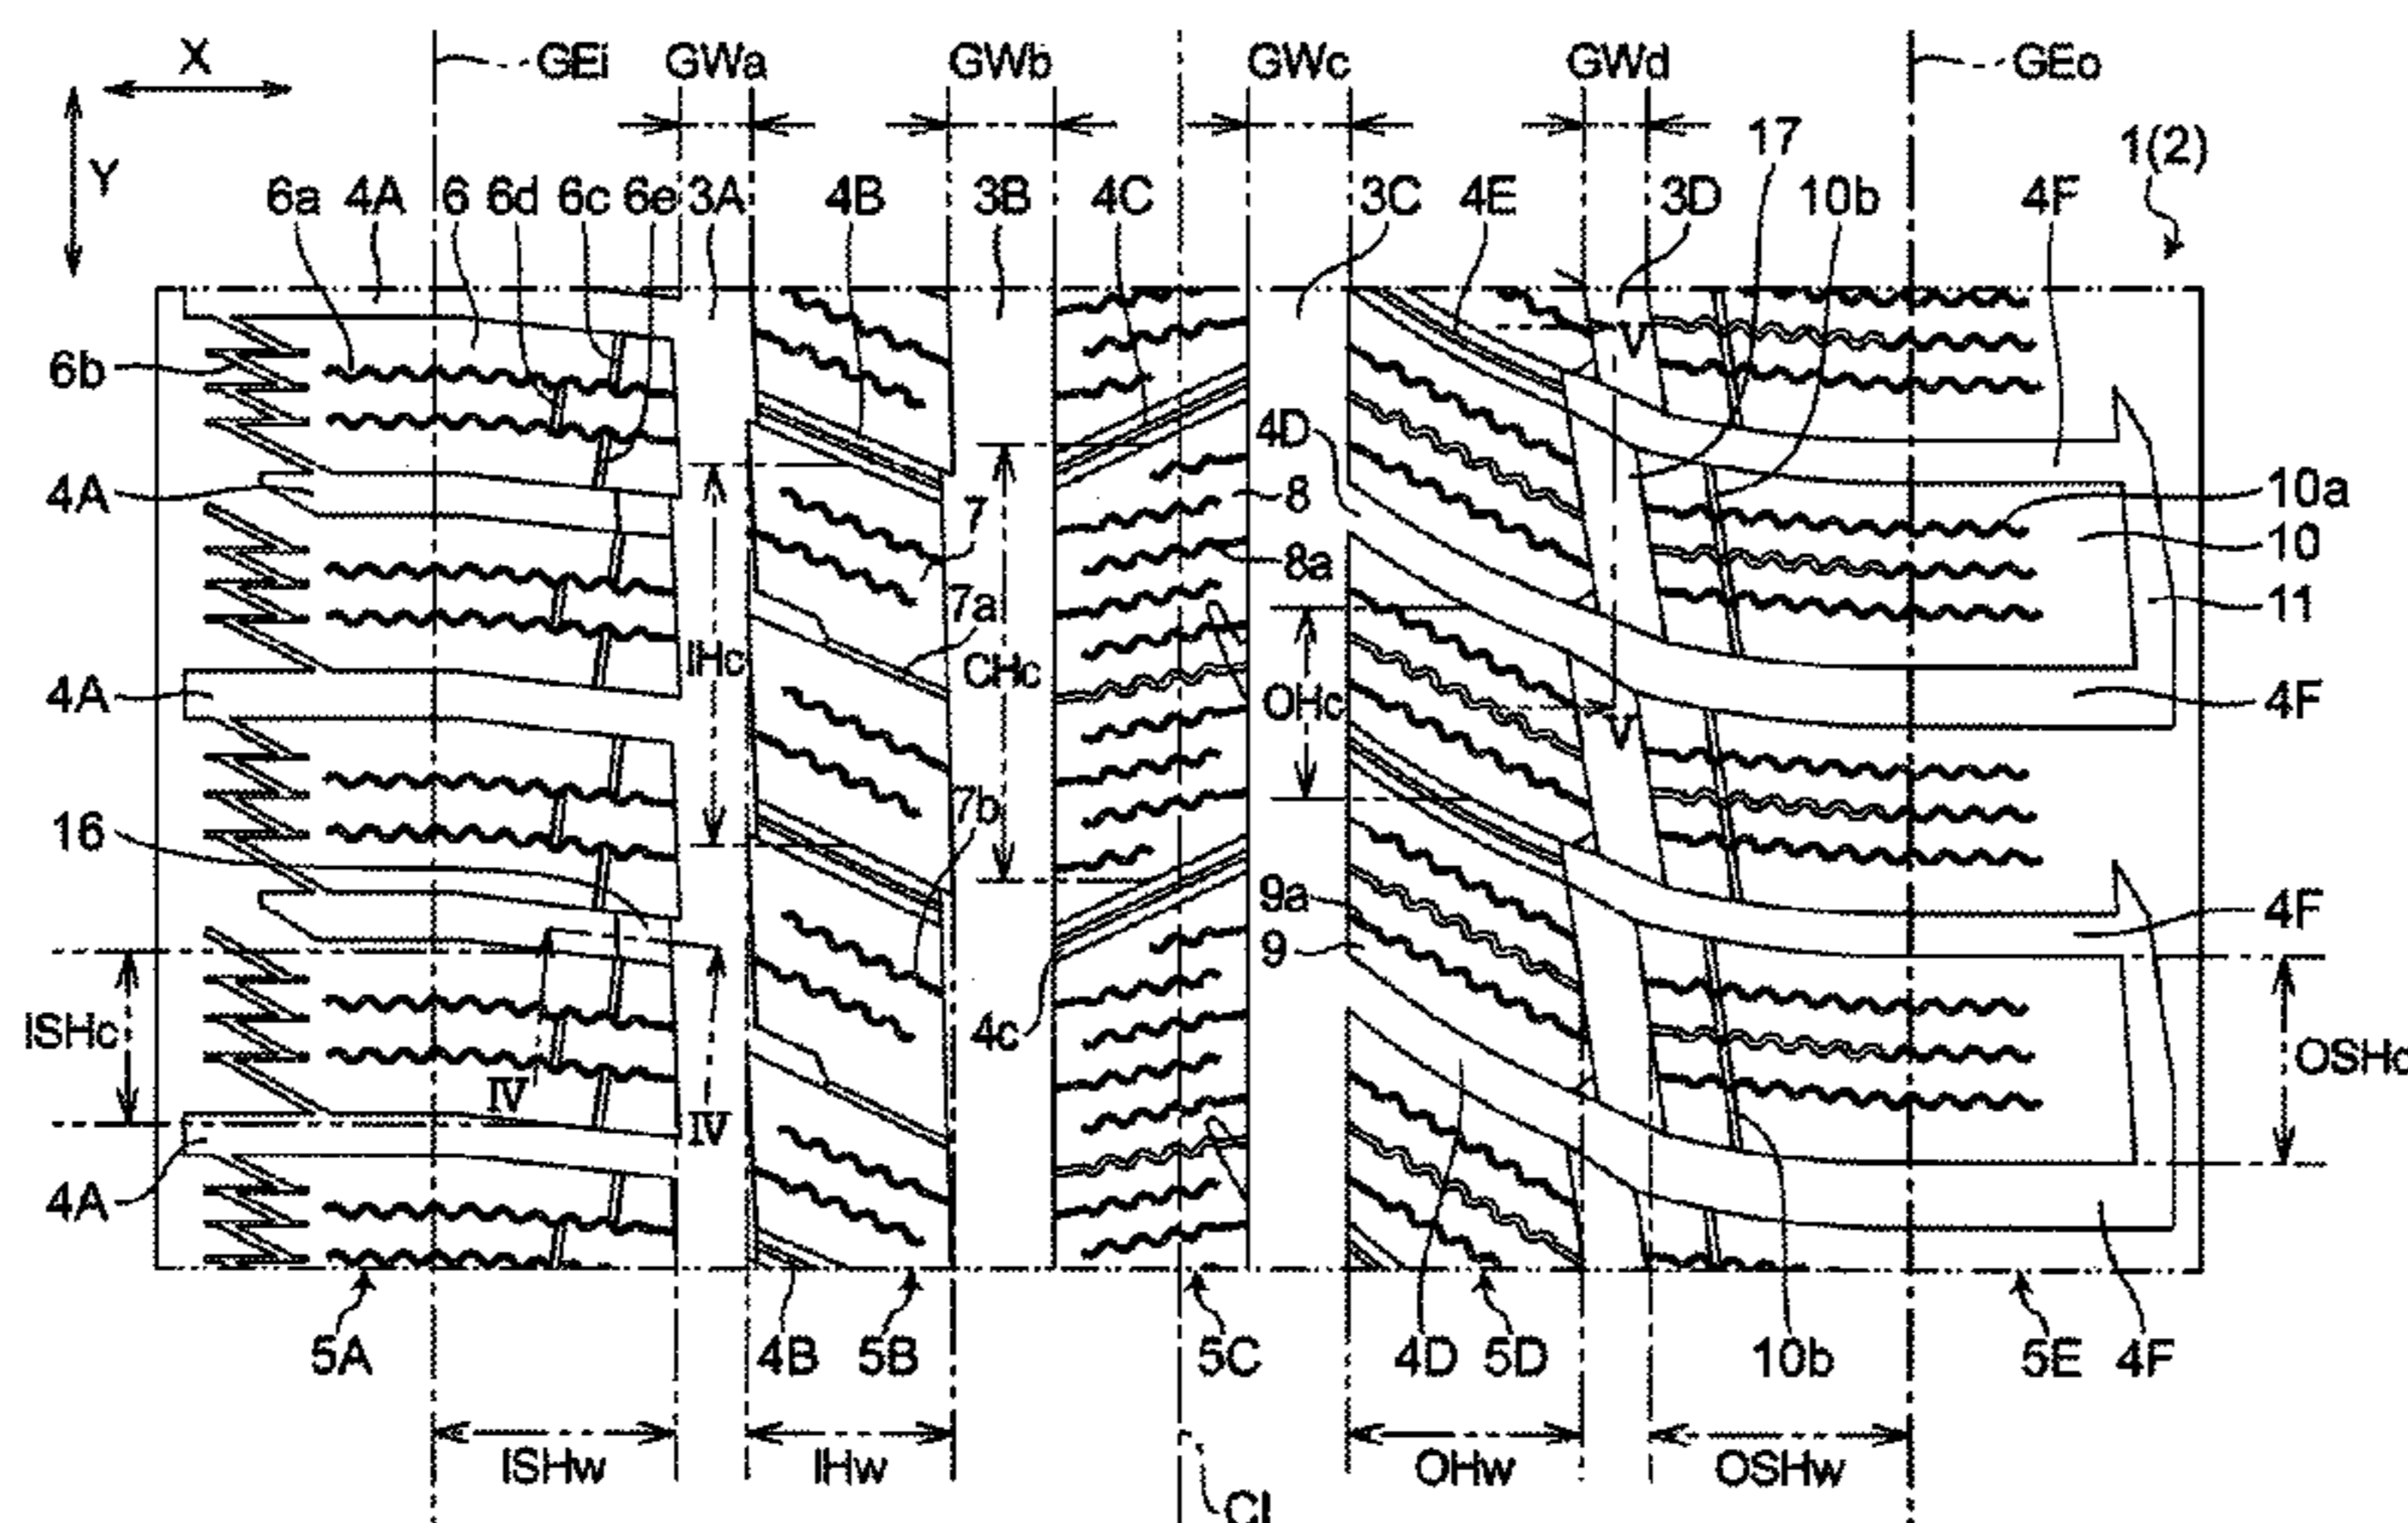 X GEi GWa GWb GWc GWd GEo
17 1(2)
Y
6a 4A 6 6d 6c 6e 3A 4B 3B 4C 3C 4E 3D 10b 4F
V
6b
4D
4A 7 8 10a
8a 10
7a 11
IHc CHc
4A OHc 4F
V
7b
16
9a 4F
9
4c
ISHc OSHc
IV IV
4A
5A 4B 5B 5C 4D 5D 10b 5E 4F
ISHw IHw OHw OSHw
CL